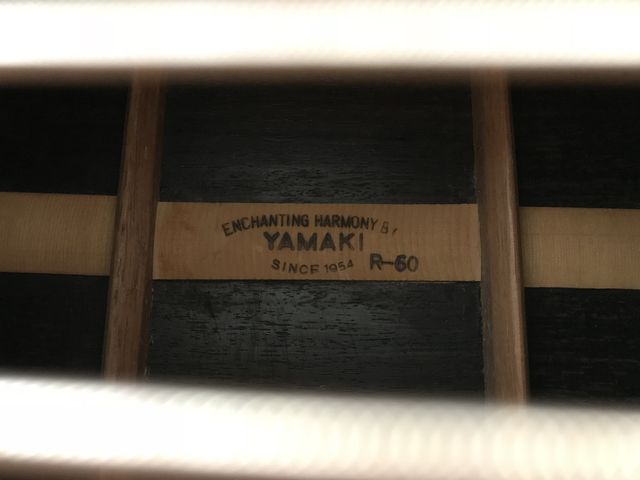 ENCHANTING HARMONY BY
YAMAKI
SINCE 1954 R-60